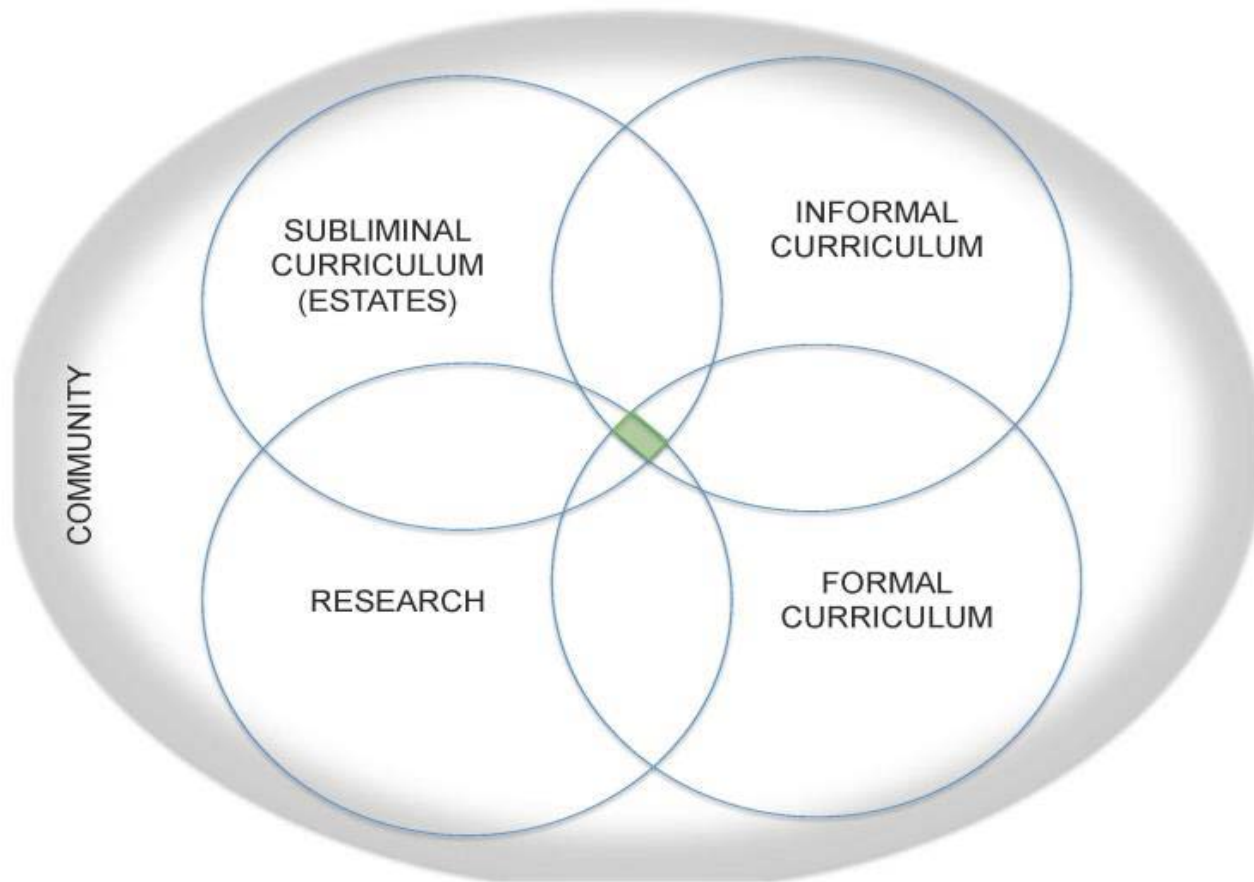 SUBLIMINAL
CURRICULUM
(ESTATES)
INFORMAL
CURRICULUM
COMMUNITY
RESEARCH
FORMAL
CURRICULUM